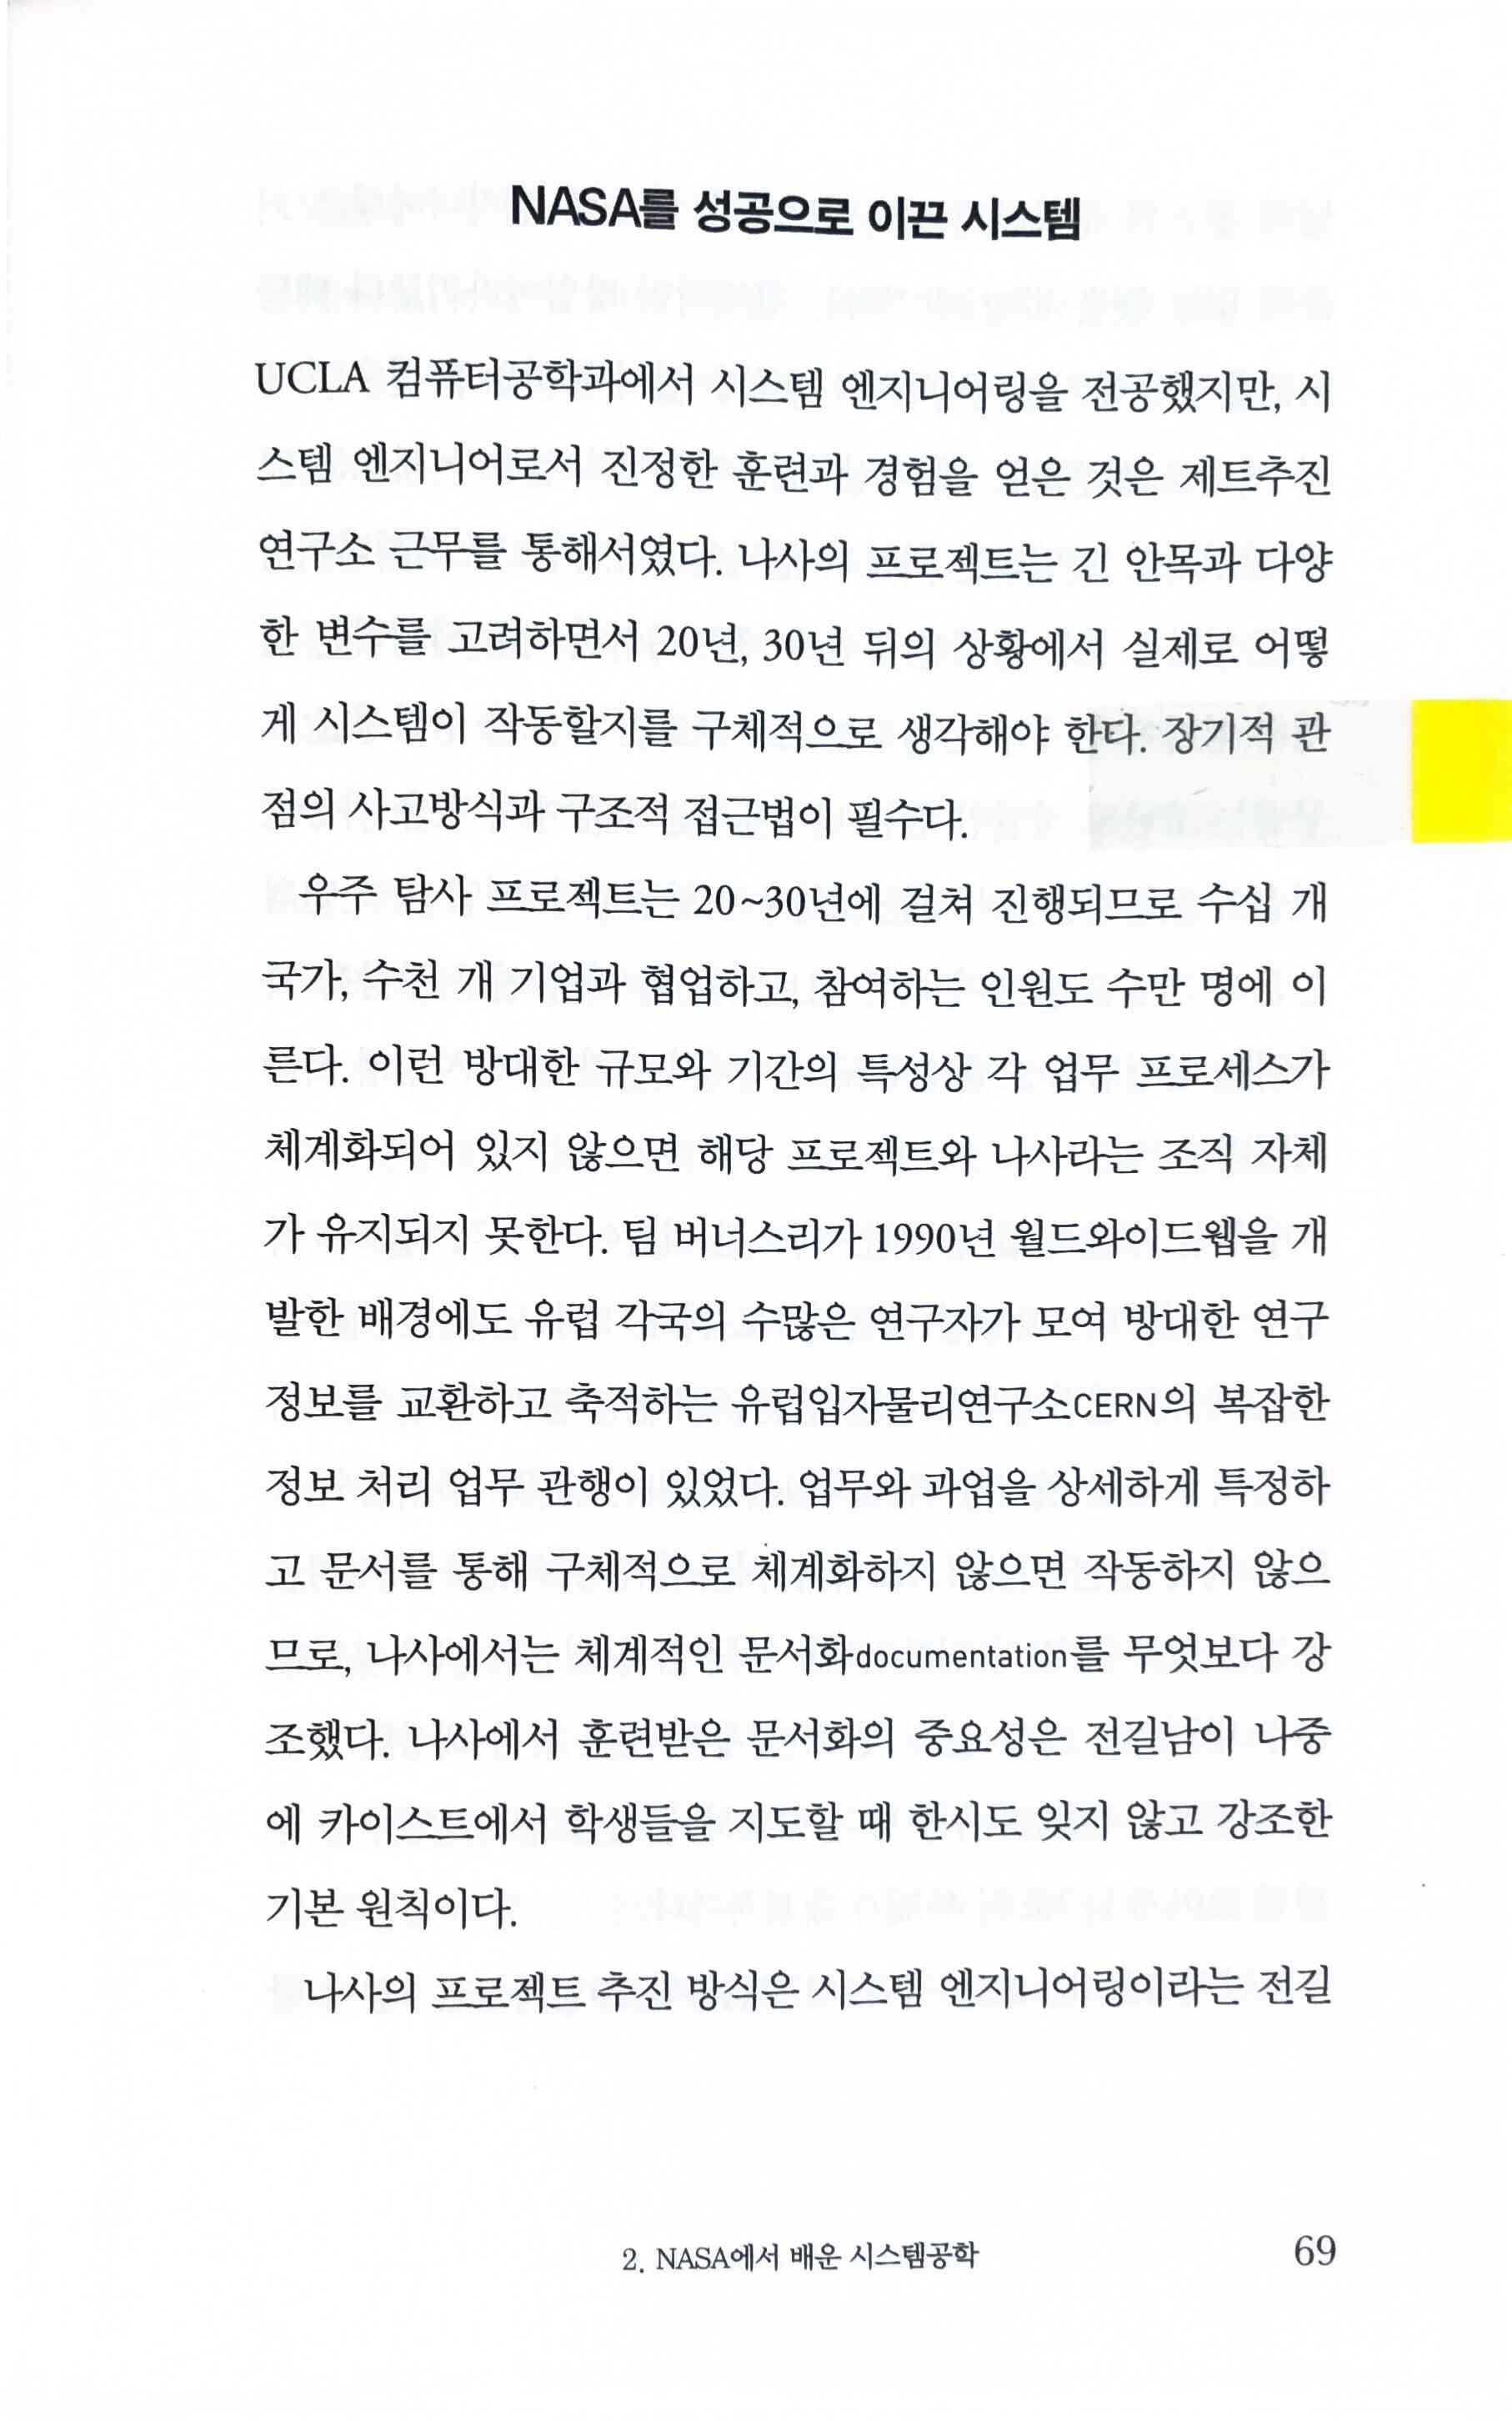 NASA를 성공으로 이끈 시스템
UCLA 컴퓨터공학과에서 시스템 엔지니어링을 전공했지만, 시
스템 엔지니어로서 진정한 훈련과 경험을 얻은 것은 제트추진
연구소 근무를 통해서였다. 나사의 프로젝트는 긴 안목과 다양
한 변수를 고려하면서 20년, 30년 뒤의 상황에서 실제로 어떻
게 시스템이 작동할지를 구체적으로 생각해야 한다. 장기적 관
점의 사고방식과 구조적 접근법이 필수다.
우주 탐사 프로젝트는 20~30년에 걸쳐 진행되므로 수십 개
국가, 수천 개 기업과 협업하고, 참여하는 인원도 수만 명에 이
른다. 이런 방대한 규모와 기간의 특성상 각 업무 프로세스가
체계화되어 있지 않으면 해당 프로젝트와 나사라는 조직 자체
가 유지되지 못한다. 팀 버너스리가 1990년 월드와이드웹을 개
발한 배경에도 유럽 각국의 수많은 연구자가 모여 방대한 연구
정보를 교환하고 축적하는 유럽입자물리연구소CERN의 복잡한
정보 처리 업무 관행이 있었다. 업무와 과업을 상세하게 특정하
고 문서를 통해 구체적으로 체계화하지 않으면 작동하지 않으
므로, 나사에서는 체계적인 문서화documentation를 무엇보다 강
조했다. 나사에서 훈련받은 문서화의 중요성은 전길남이 나중
에 카이스트에서 학생들을 지도할 때 한시도 잊지 않고 강조한
기본 원칙이다.
나사의 프로젝트 추진 방식은 시스템 엔지니어링이라는 전길
2. NASA에서 배운 시스템공학
69